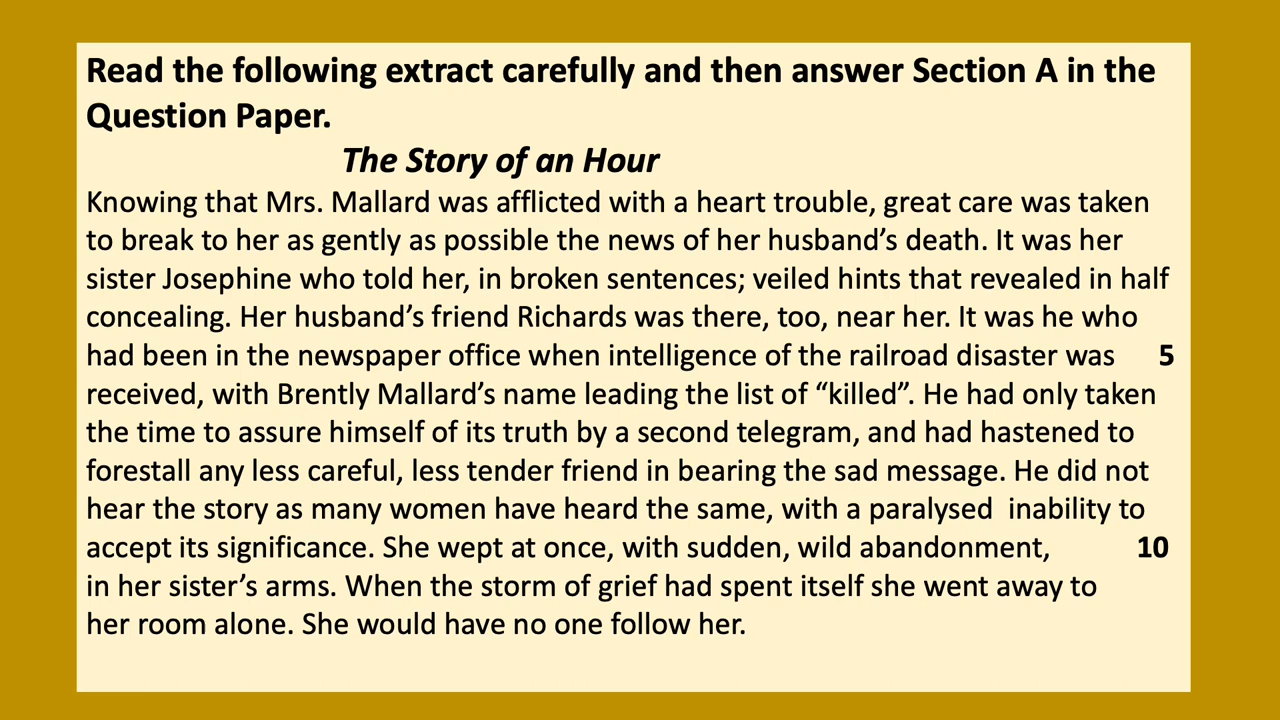 Read the following extract carefully and then answer Section A in the
Question Paper.
The Story of an Hour
Knowing that Mrs. Mallard was afflicted with a heart trouble, great care was taken
to break to her as gently as possible the news of her husband’s death. It was her
sister Josephine who told her, in broken sentences; veiled hints that revealed in half
concealing. Her husband’s friend Richards was there, too, near her. It was he who
had been in the newspaper office when intelligence of the railroad disaster was 5
received, with Brently Mallard’s name leading the list of “killed”. He had only taken
the time to assure himself of its truth by a second telegram, and had hastened to
forestall any less careful, less tender friend in bearing the sad message. He did not
hear the story as many women have heard the same, with a paralysed  inability to
accept its significance. She wept at once, with sudden, wild abandonment, 10
in her sister’s arms. When the storm of grief had spent itself she went away to
her room alone. She would have no one follow her.